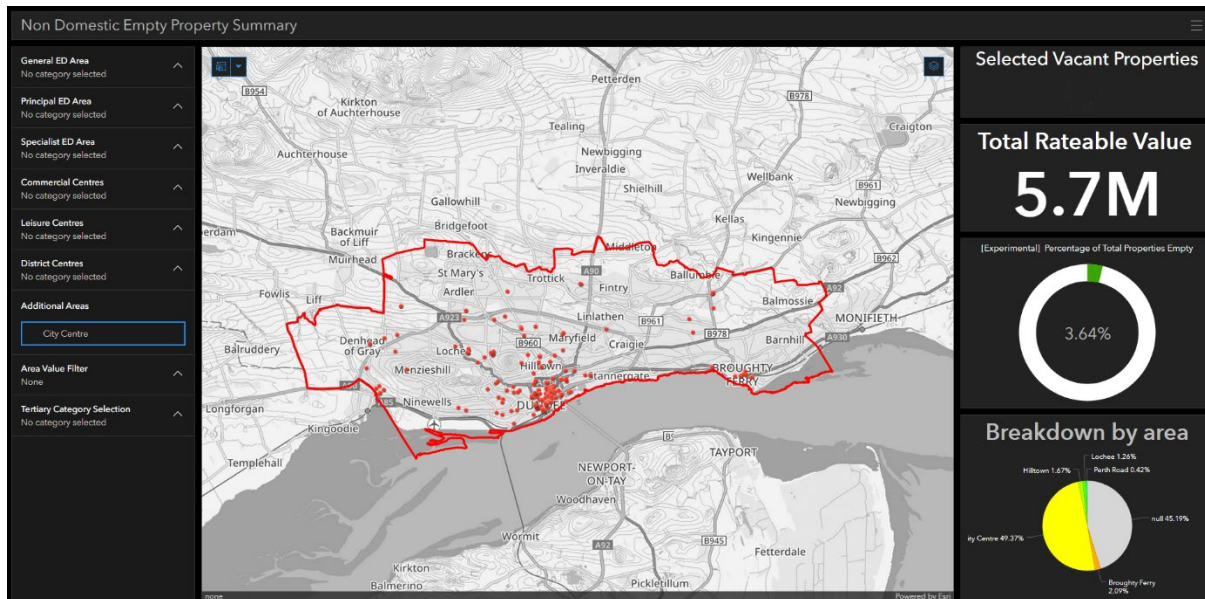 Non Domestic Empty Property Summary
General ED Area
No category selected
Principal ED Area
No category selected
Specialist ED Area
No category selected
Commercial Centres
No category selected
Leisure Centres
No category selected
District Centres
No category selected
Additional Areas
City Centre
Area Value Filter
None
Tertiary Category Selection
No category selected
Petterden
B954
B978
Kirkton
of Auchterhouse
Tealing
Craigton
Newbigging
Auchterhouse
Inveraldie
Wellbank
Shielhill
B961
Newbigging
Gallowhill
Kellas
Bridgefoot
Backmuir
of Liff
Kingennie
Middleton
Muirhead
B962
A90
St Mary's
Trottick
Ballumbie
Fintry
A92
Fowlis
Liff
Ardler
Balmossie
A923
Linlathen
B961
MONIFIETH
Denhead
of Gray
B960
Maryfield
B978
A930
Balruddery
Craigie
Barnhill
Menzieshill
Hilltown
Stannergate
BROUGHTY
FERRY
Longforgan
A85
Ninewells
Kingoodie
Templehall
TAYPORT
NEWPORT-
ON-TAY
Woodhaven
Wormit
A92
B945
Fetterdale
Kirkton
Balmerino
Pickletillum
none
Powered by Esri
Selected Vacant Properties
Total Rateable Value
5.7M
[Experimental] Percentage of Total Properties Empty
3.64%
Breakdown by area
Lochee 1.26%
Hilltown 1.67%
Perth Road 0.42%
null 45.19%
ity Centre 49.37%
Broughty Ferry
2.09%